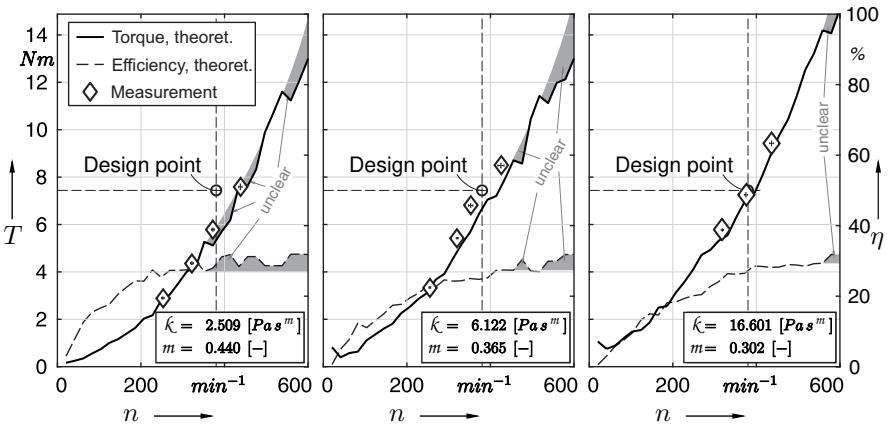 14
Nm
12
10
8
6
4
2
0
T
Torque, theoret.
Efficiency, theoret.
Measurement
Design point
unclear
k = 2.509 [Pa s^m]
m = 0.440 [–]
0
200
400
600
min⁻¹
n
Design point
unclear
k = 6.122 [Pa s^m]
m = 0.365 [–]
0
200
400
600
min⁻¹
n
Design point
unclear
k = 16.601 [Pa s^m]
m = 0.302 [–]
0
200
400
600
min⁻¹
n
100
%
80
60
40
20
0
η